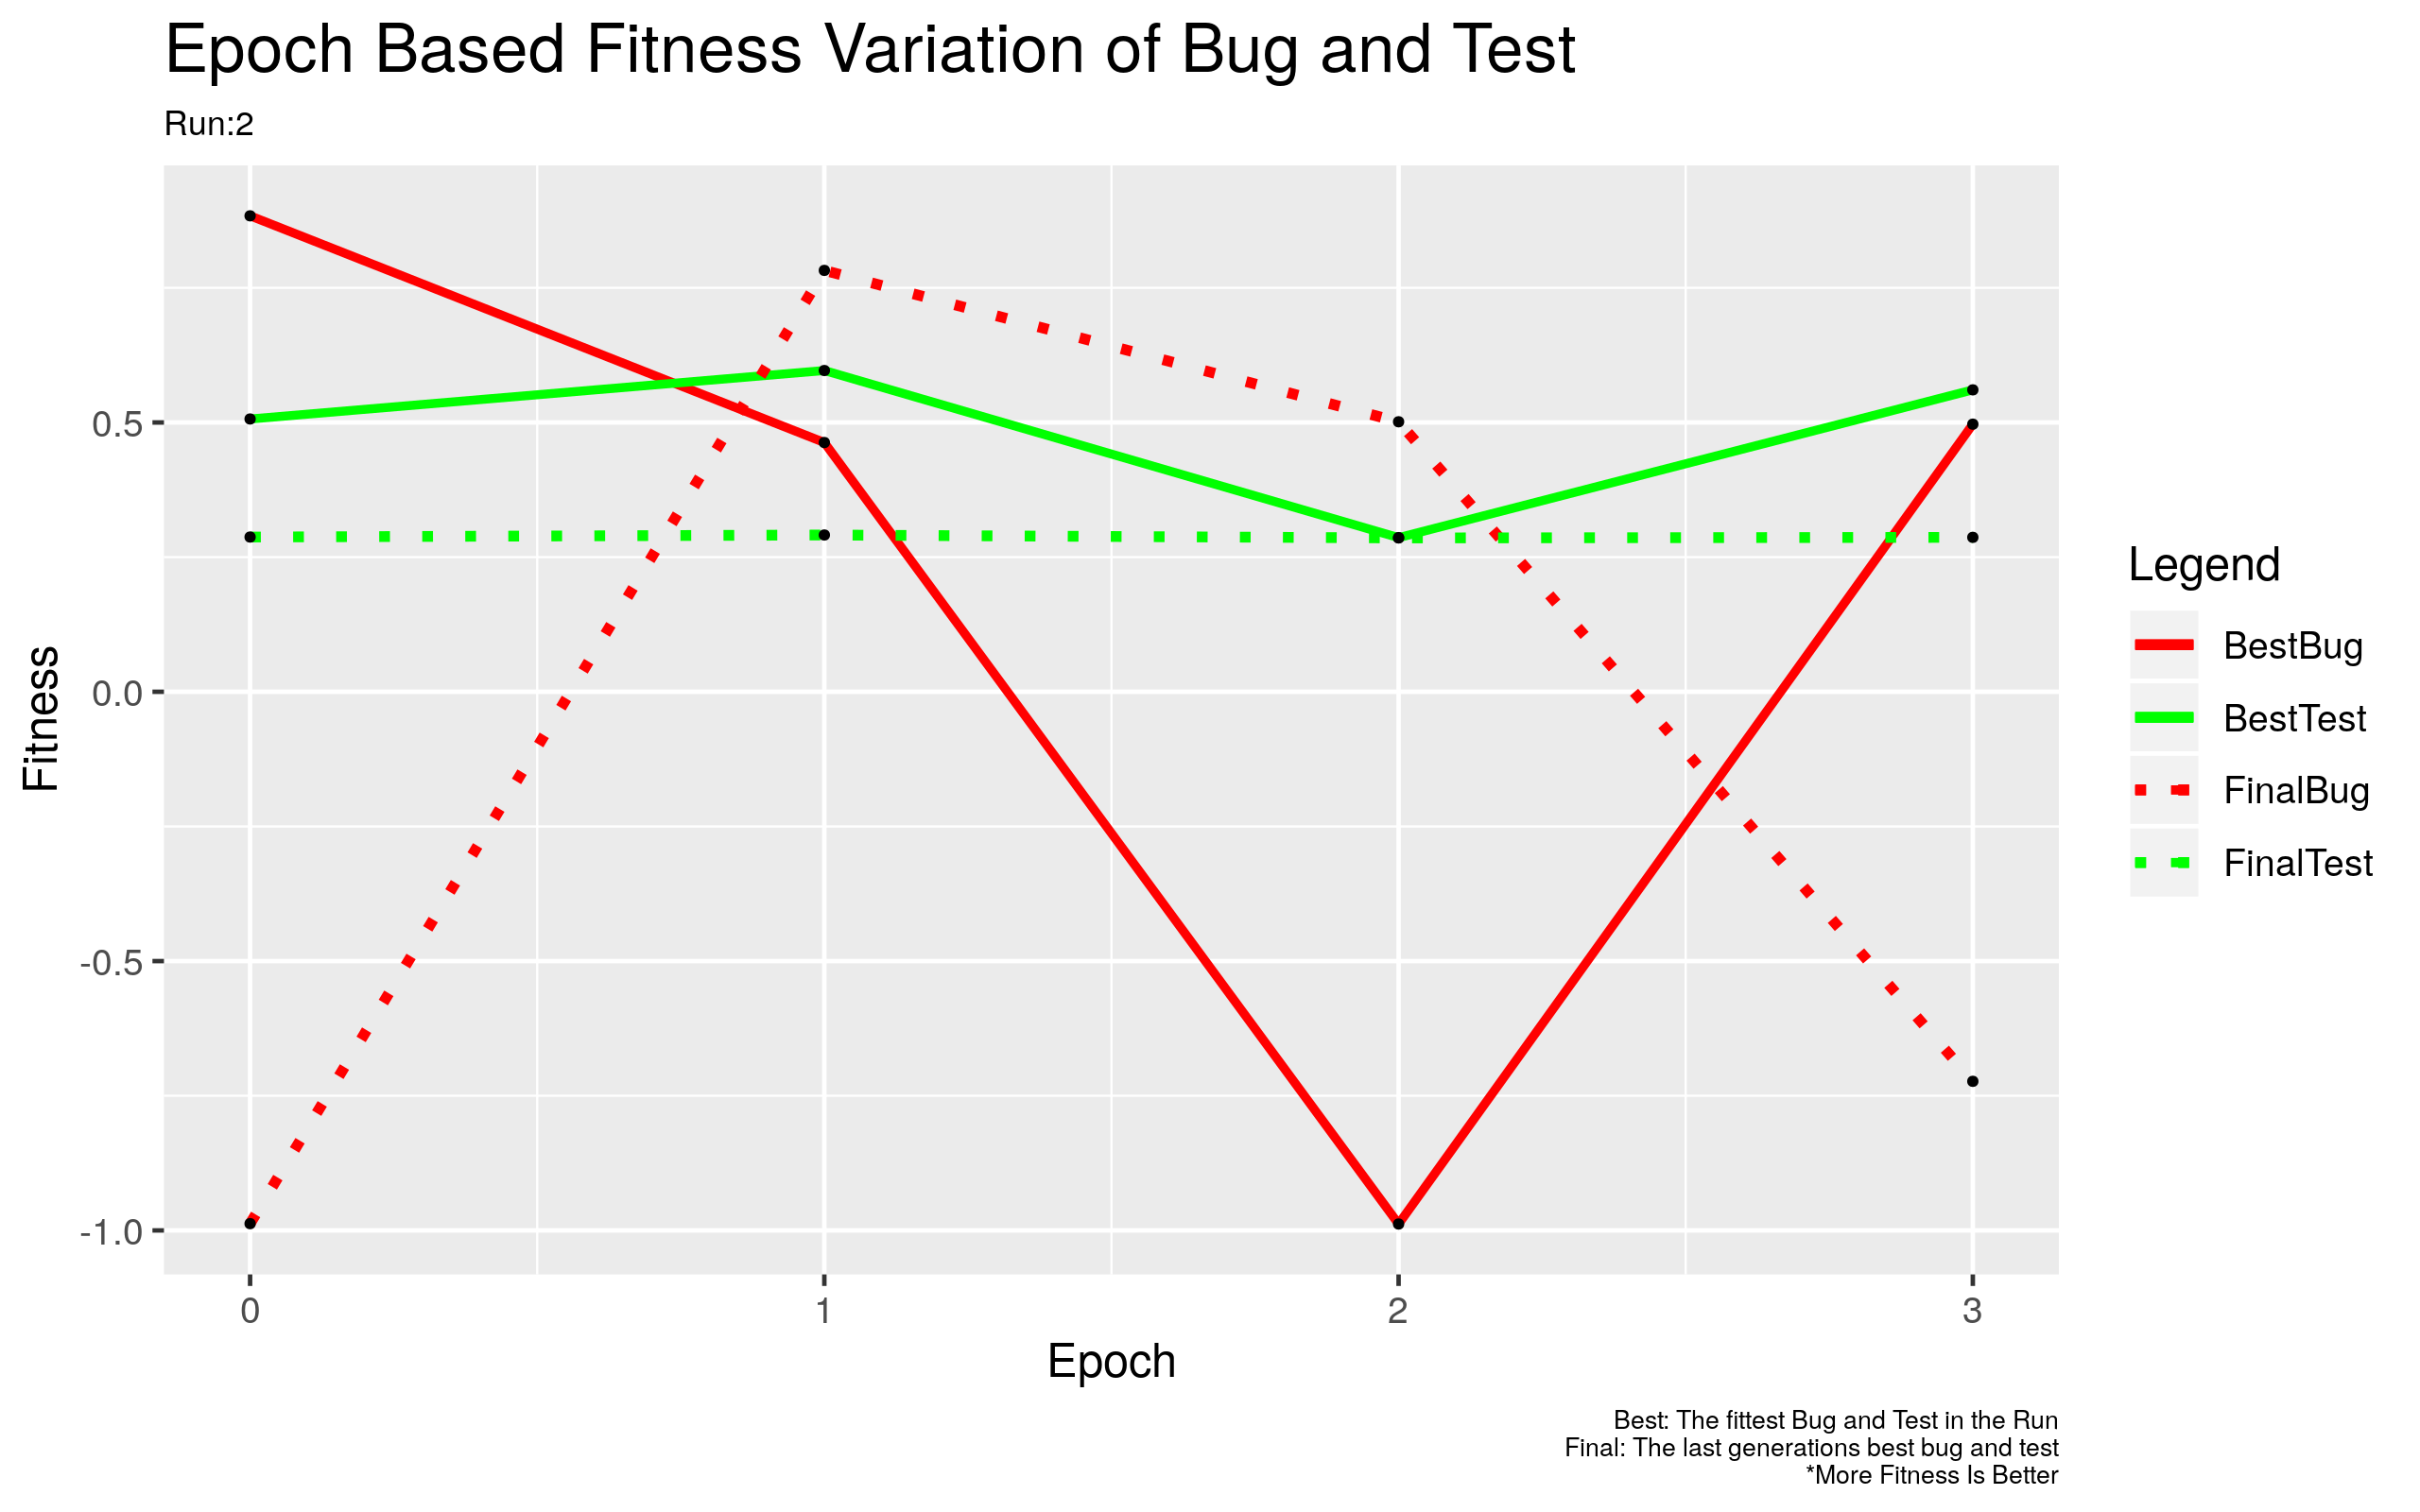 Epoch Based Fitness Variation of Bug and Test
Run:2
Fitness
0.5
0.0
-0.5
-1.0
0
1
2
3
Epoch
Legend
BestBug
BestTest
FinalBug
FinalTest
Best: The fittest Bug and Test in the Run
Final: The last generations best bug and test
*More Fitness Is Better